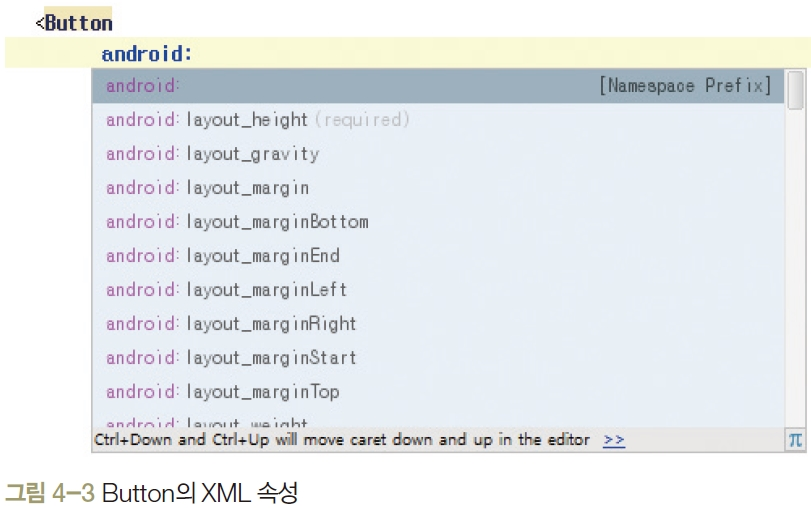 <Button
android:
android: [Namespace Prefix]
android:layout_height (required)
android:layout_gravity
android:layout_margin
android:layout_marginBottom
android:layout_marginEnd
android:layout_marginLeft
android:layout_marginRight
android:layout_marginStart
android:layout_marginTop
android:layout_weight
Ctrl+Down and Ctrl+Up will move caret down and up in the editor >> π
그림 4-3 Button의 XML 속성